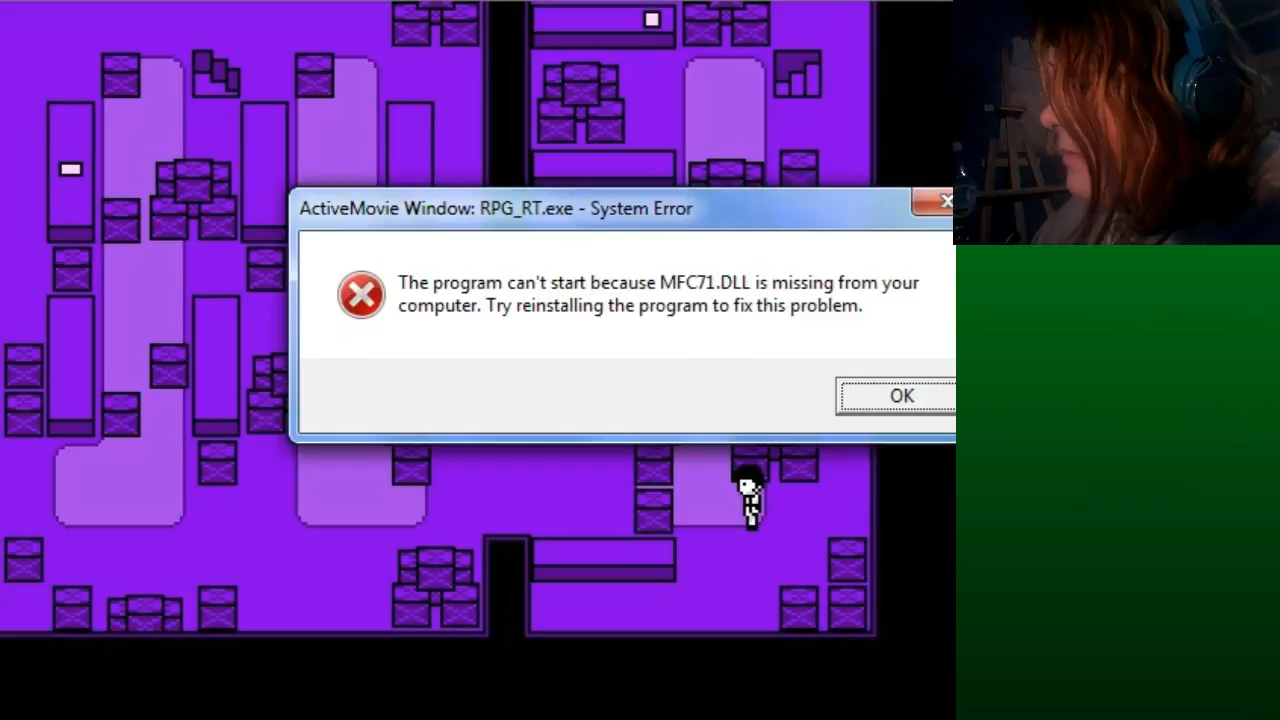 ActiveMovie Window: RPG_RT.exe - System Error
The program can't start because MFC71.DLL is missing from your
computer. Try reinstalling the program to fix this problem.
OK